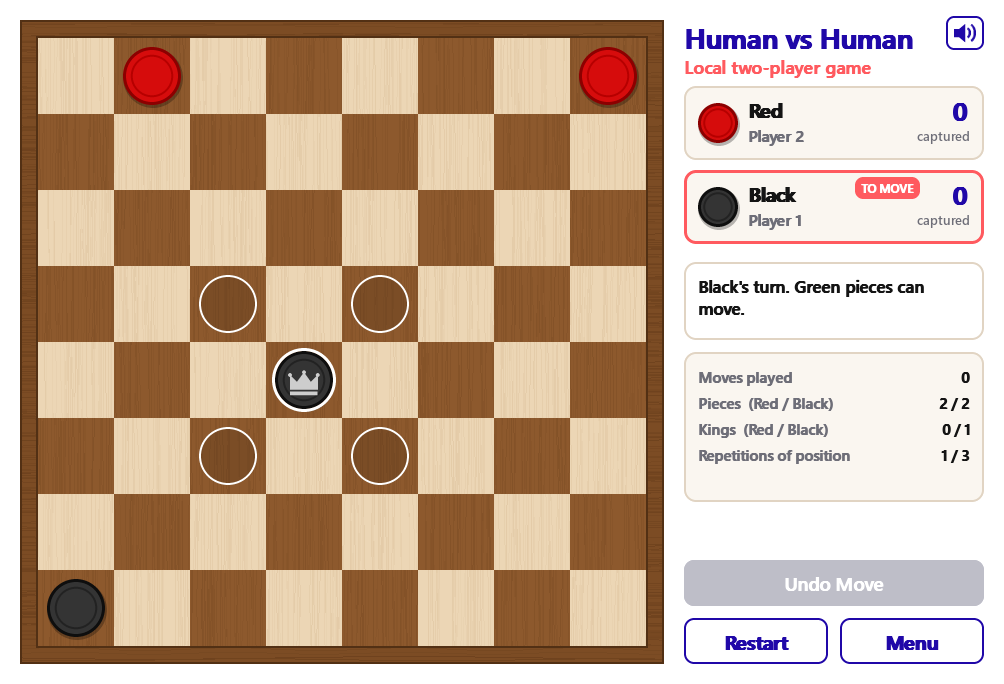 Human vs Human
Local two-player game
Red
Player 2
0
captured
Black
Player 1
TO MOVE
0
captured
Black's turn. Green pieces can
move.
Moves played 0
Pieces (Red / Black) 2 / 2
Kings (Red / Black) 0 / 1
Repetitions of position 1 / 3
Undo Move
Restart
Menu